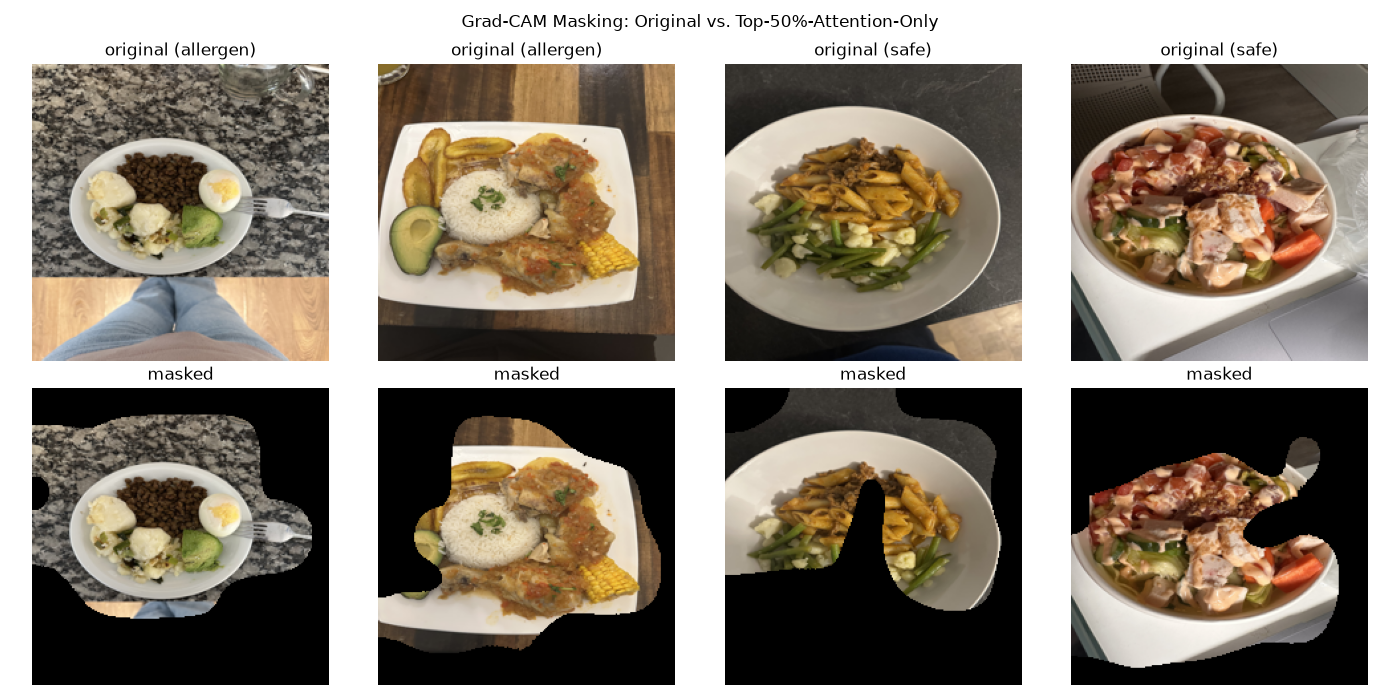 Grad-CAM Masking: Original vs. Top-50%-Attention-Only
original (allergen)
original (allergen)
original (safe)
original (safe)
masked
masked
masked
masked